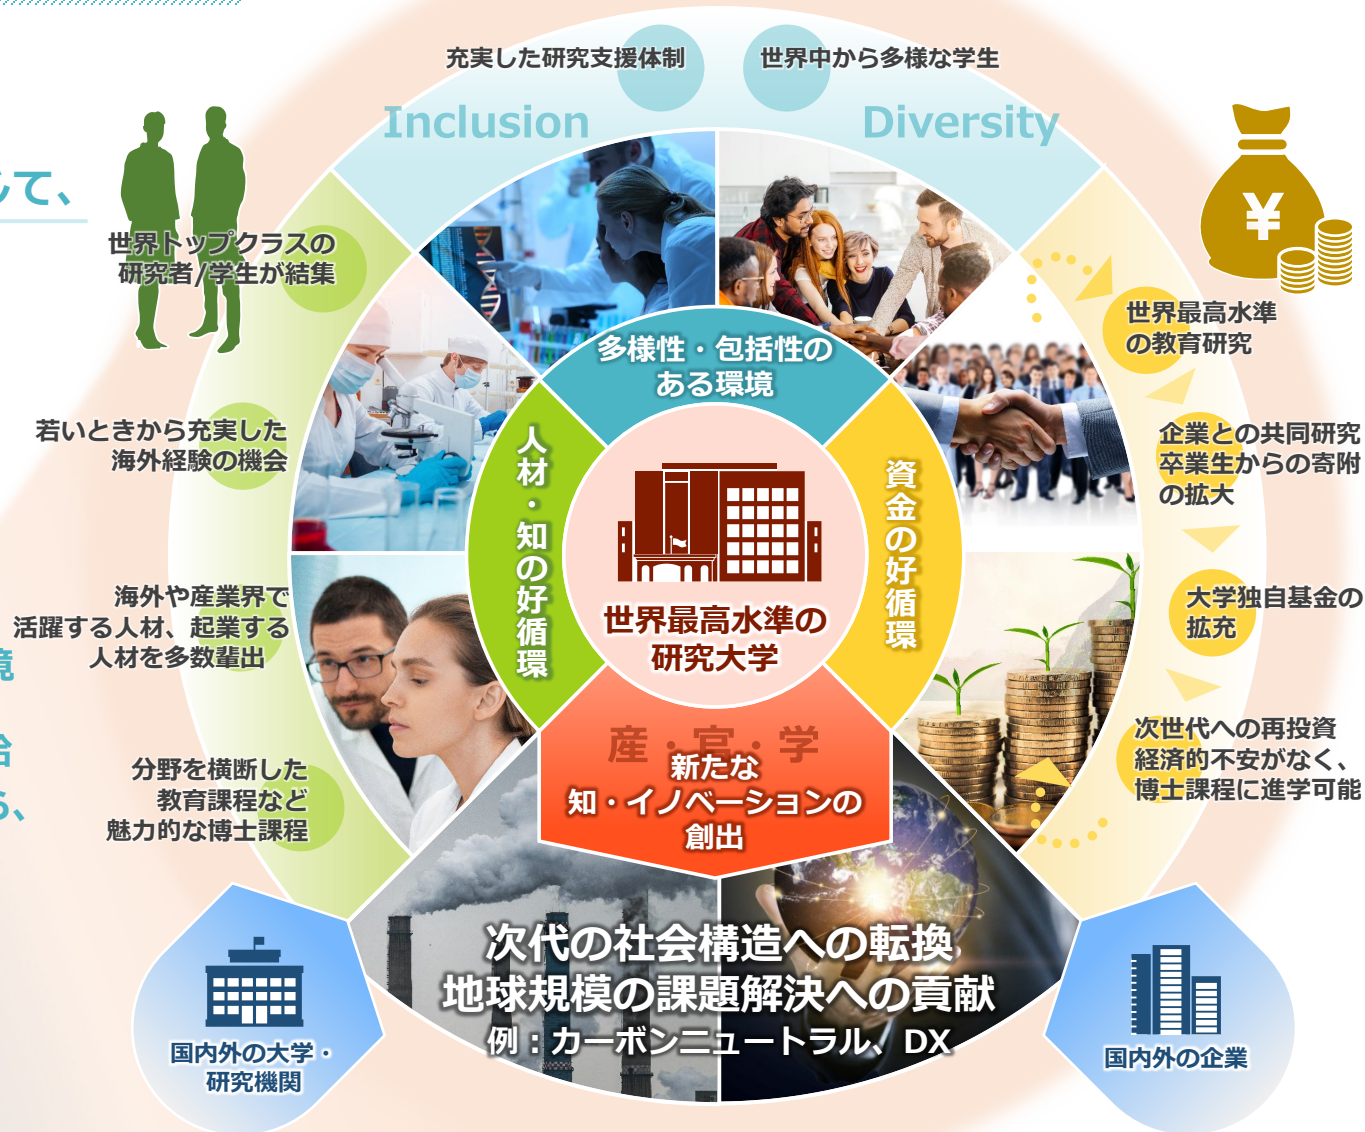 充実した研究支援体制
世界中から多様な学生
Inclusion
Diversity
して、
世界トップクラスの
研究者/学生が結集
若いときから充実した
海外経験の機会
海外や産業界で
活躍する人材、起業する
人材を多数輩出
分野を横断した
教育課程など
魅力的な博士課程
多様性・包括性の
ある環境
人材・知の好循環
資金の好循環
世界最高水準の
研究大学
¥
世界最高水準
の教育研究
企業との共同研究
卒業生からの寄附
の拡大
大学独自基金の
拡充
次世代への再投資
経済的不安がなく、
博士課程に進学可能
産・官・学
新たな
知・イノベーションの
創出
次代の社会構造への転換
地球規模の課題解決への貢献
例：カーボンニュートラル、DX
国内外の大学・
研究機関
国内外の企業